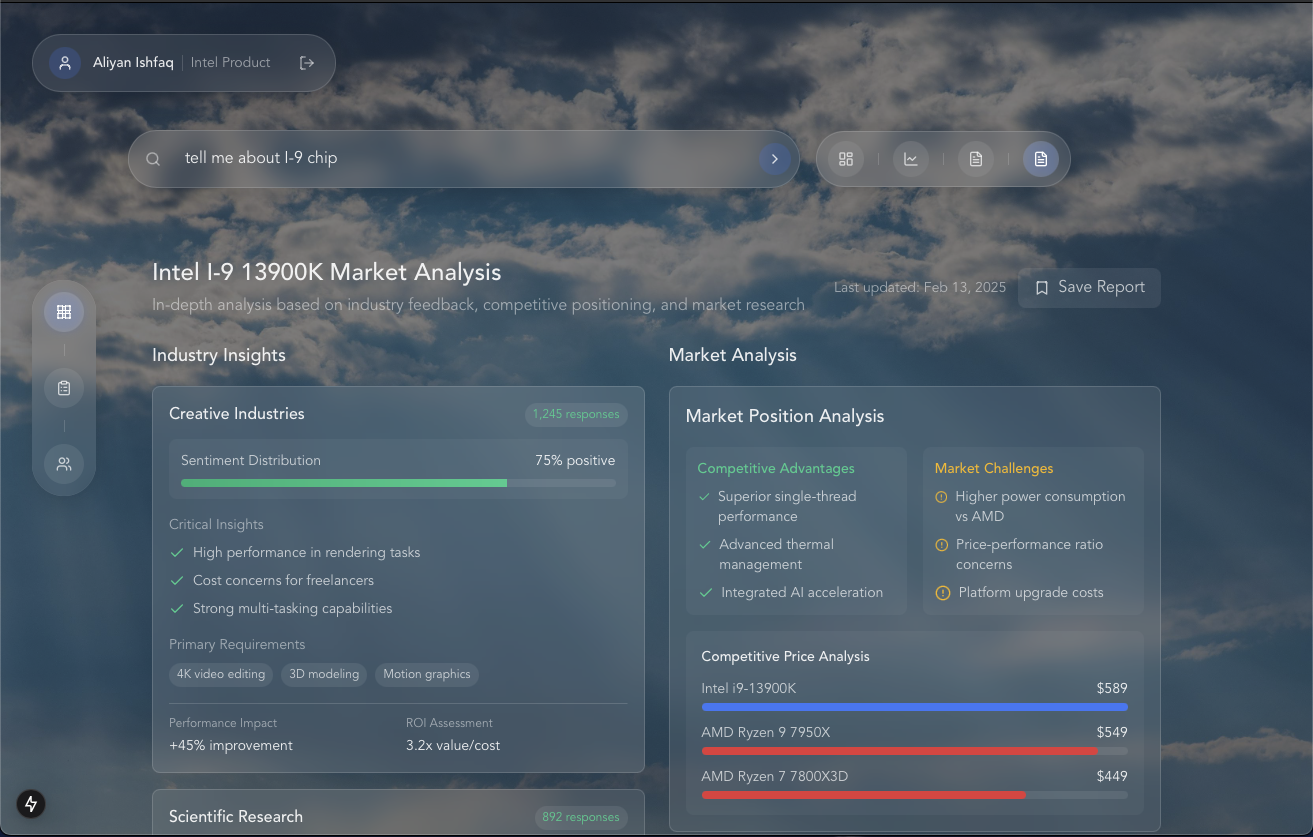 Aliyan Ishfaq Intel Product
tell me about I-9 chip
Intel I-9 13900K Market Analysis
In-depth analysis based on industry feedback, competitive positioning, and market research
Last updated: Feb 13, 2025
Save Report
Industry Insights
Creative Industries
1,245 responses
Sentiment Distribution
75% positive
Critical Insights
High performance in rendering tasks
Cost concerns for freelancers
Strong multi-tasking capabilities
Primary Requirements
4K video editing
3D modeling
Motion graphics
Performance Impact
+45% improvement
ROI Assessment
3.2x value/cost
Scientific Research
892 responses
Market Analysis
Market Position Analysis
Competitive Advantages
Superior single-thread
performance
Advanced thermal
management
Integrated AI acceleration
Market Challenges
Higher power consumption
vs AMD
Price-performance ratio
concerns
Platform upgrade costs
Competitive Price Analysis
Intel i9-13900K
$589
AMD Ryzen 9 7950X
$549
AMD Ryzen 7 7800X3D
$449